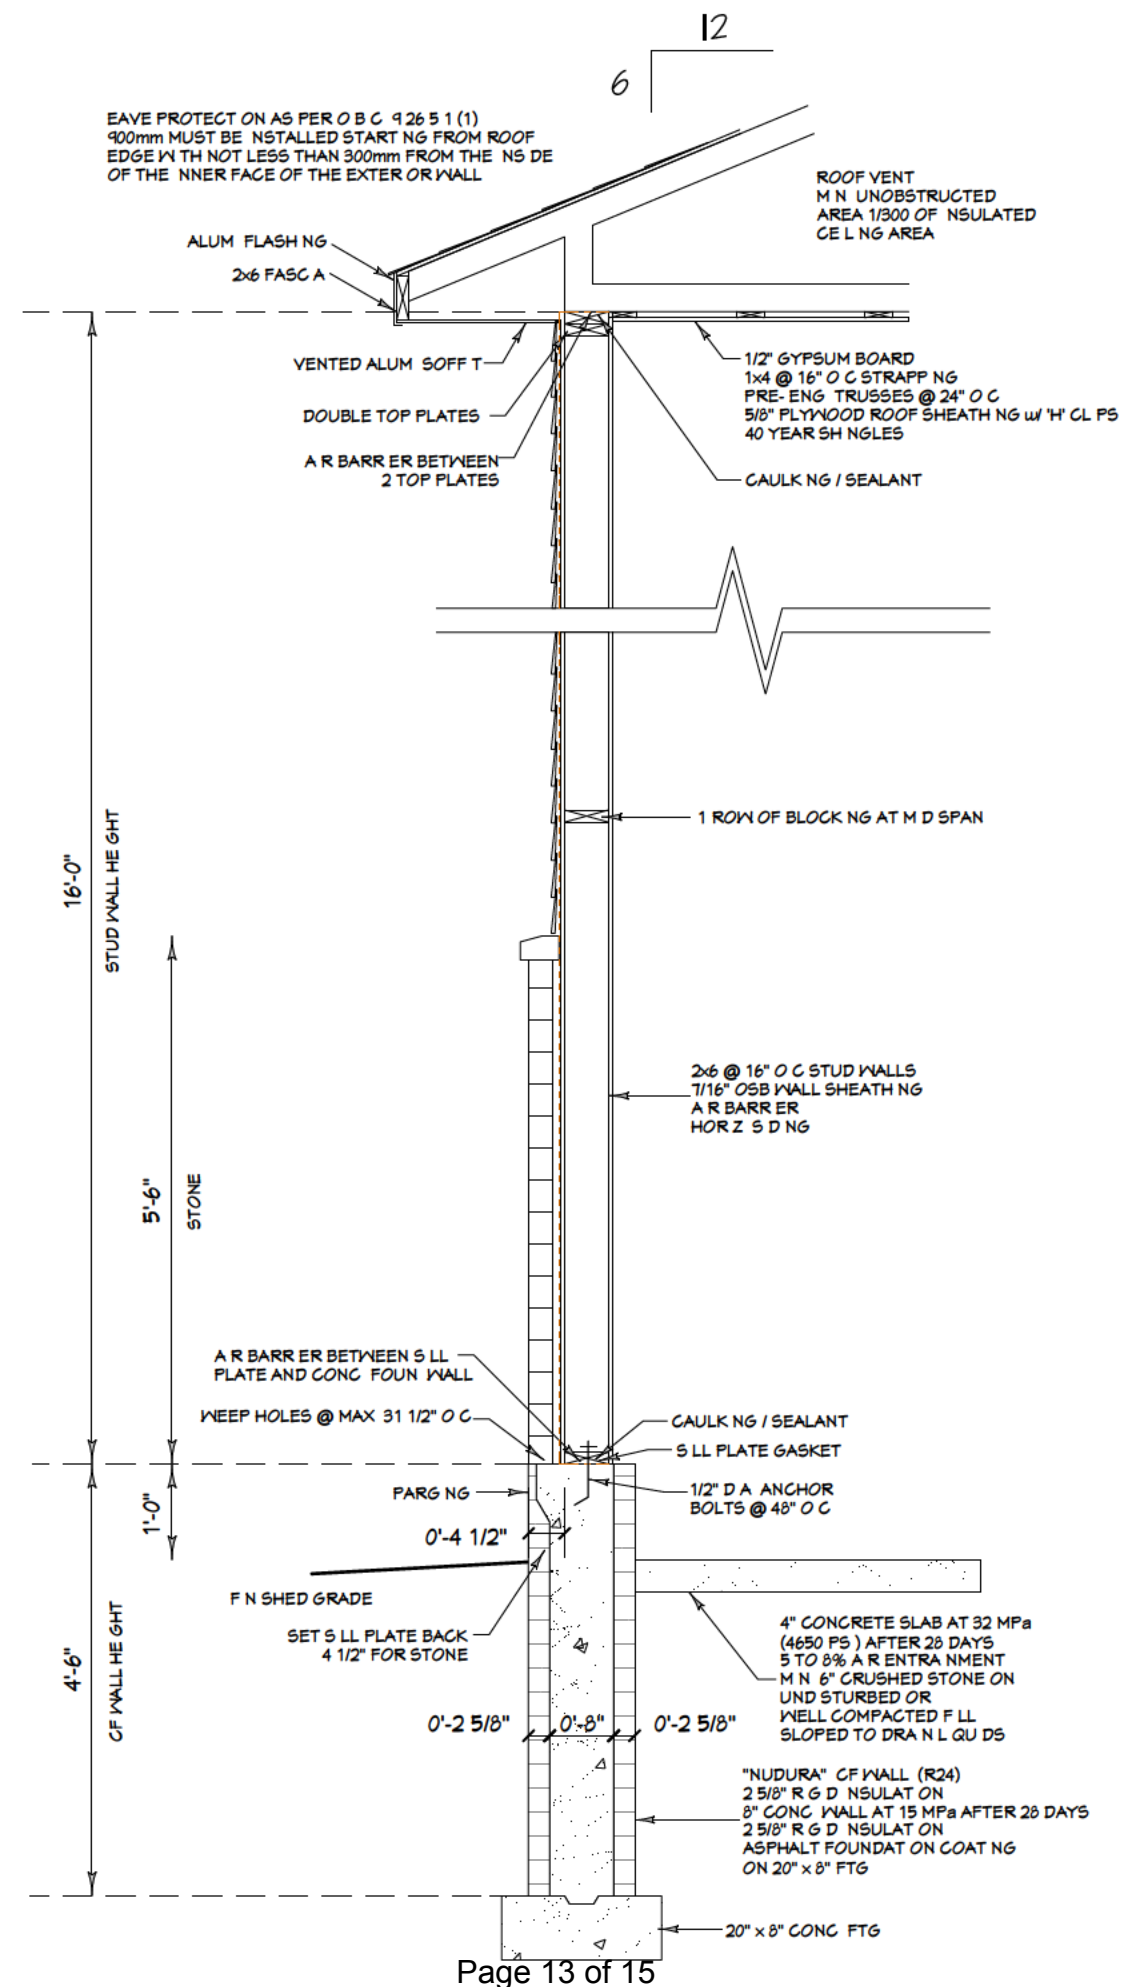 12
6
EAVE PROTECT ON AS PER O B C 9 26 5 1 (1)
900mm MUST BE NSTALLED START NG FROM ROOF
EDGE W TH NOT LESS THAN 300mm FROM THE NS DE
OF THE NNER FACE OF THE EXTER OR WALL
ROOF VENT
M N UNOBSTRUCTED
AREA 1/300 OF NSULATED
CE L NG AREA
ALUM FLASH NG
2x6 FASC A
VENTED ALUM SOFF T
DOUBLE TOP PLATES
A R BARR ER BETWEEN
2 TOP PLATES
1/2" GYPSUM BOARD
1x4 @ 16" O C STRAPP NG
PRE- ENG TRUSSES @ 24" O C
5/8" PLYWOOD ROOF SHEATH NG w/ 'H' CL PS
40 YEAR SH NGLES
CAULK NG / SEALANT
1 ROW OF BLOCK NG AT M D SPAN
16'-0"
STUD WALL HE GHT
5'-6"
STONE
2x6 @ 16" O C STUD WALLS
7/16" OSB WALL SHEATH NG
A R BARR ER
HOR Z S D NG
A R BARR ER BETWEEN S LL
PLATE AND CONC FOUN WALL
WEEP HOLES @ MAX 31 1/2" O C
CAULK NG / SEALANT
S LL PLATE GASKET
PARG NG
1/2" D A ANCHOR
BOLTS @ 48" O C
1'-0"
0'-4 1/2"
F N SHED GRADE
SET S LL PLATE BACK
4 1/2" FOR STONE
4" CONCRETE SLAB AT 32 MPa
(4650 PS ) AFTER 28 DAYS
5 TO 8% A R ENTRA NMENT
M N 6" CRUSHED STONE ON
UND STURBED OR
WELL COMPACTED F LL
SLOPED TO DRA N L QU DS
4'-6"
CF WALL HE GHT
0'-2 5/8"
0'-8"
0'-2 5/8"
"NUDURA" CF WALL (R24)
2 5/8" R G D NSULAT ON
8" CONC WALL AT 15 MPa AFTER 28 DAYS
2 5/8" R G D NSULAT ON
ASPHALT FOUNDAT ON COAT NG
ON 20" x 8" FTG
20" x 8" CONC FTG
Page 13 of 15